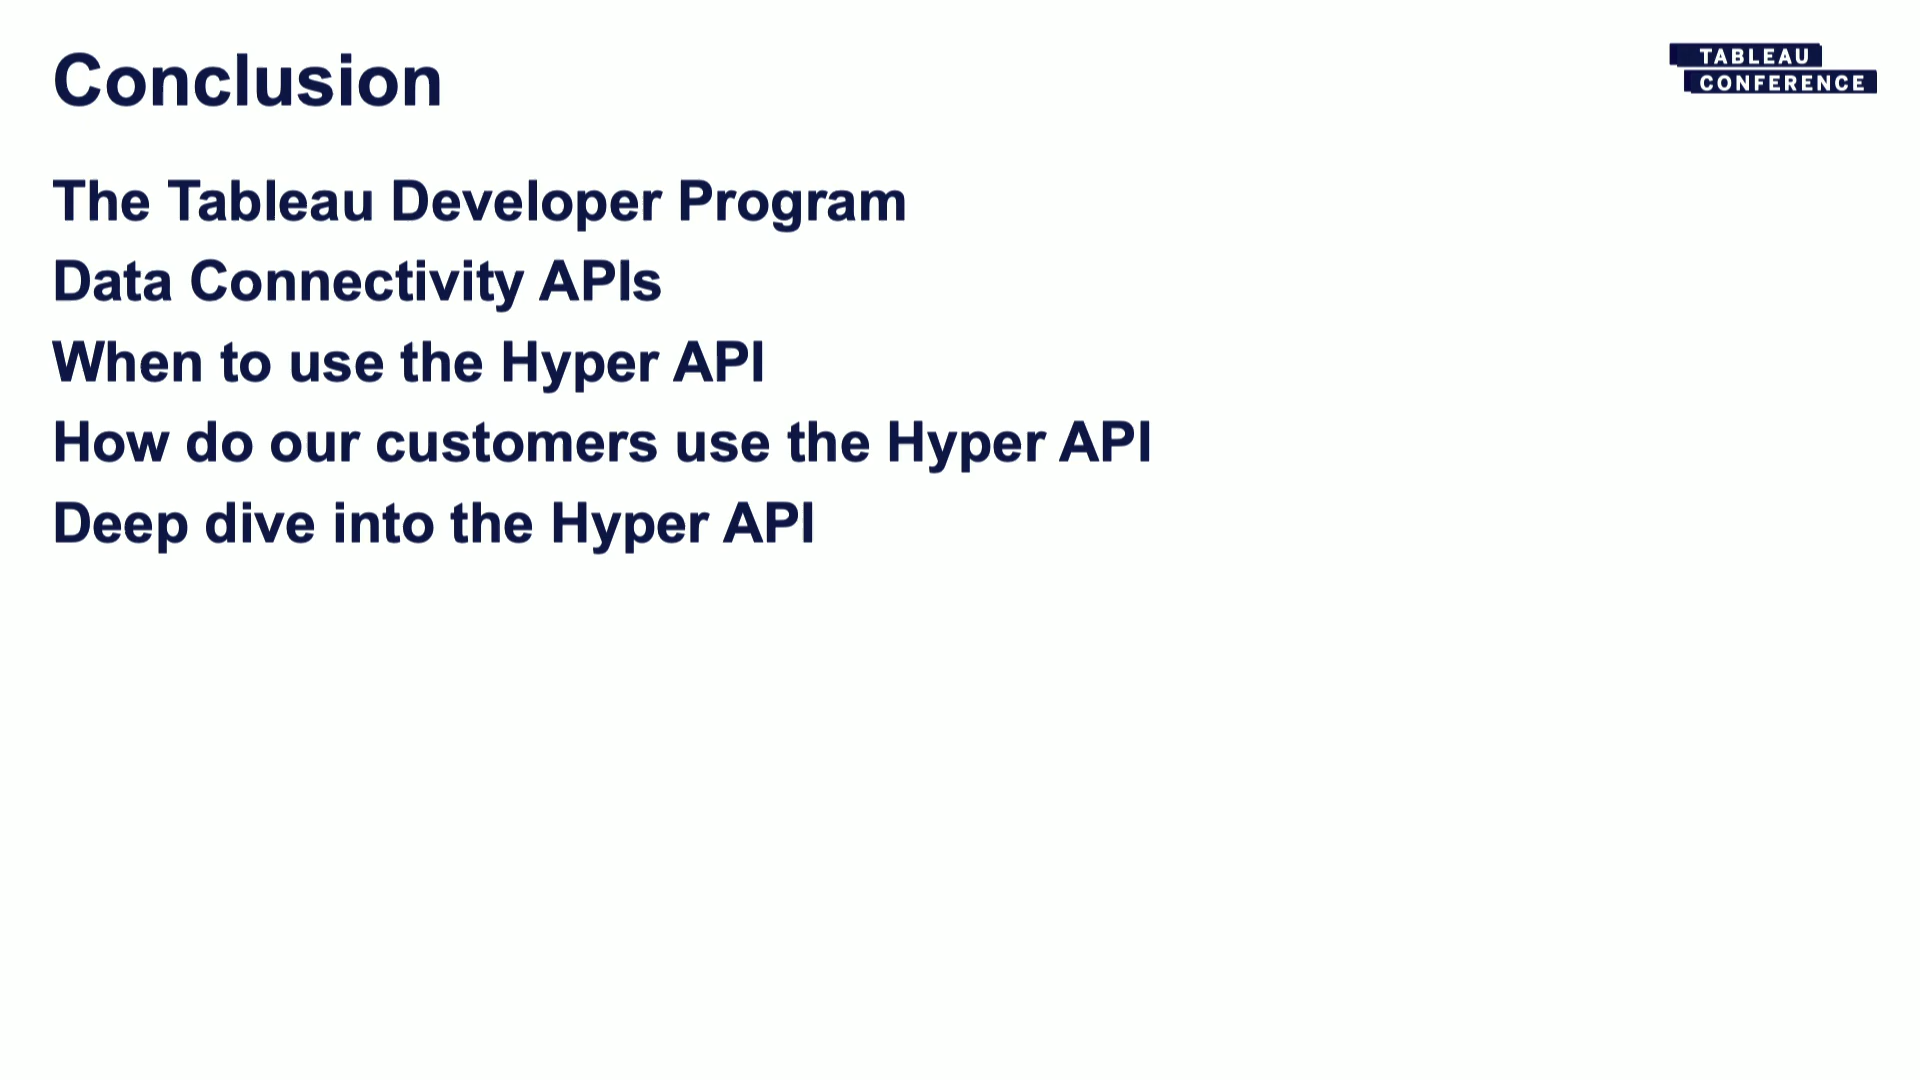 Conclusion
TABLEAU
CONFERENCE
The Tableau Developer Program
Data Connectivity APIs
When to use the Hyper API
How do our customers use the Hyper API
Deep dive into the Hyper API